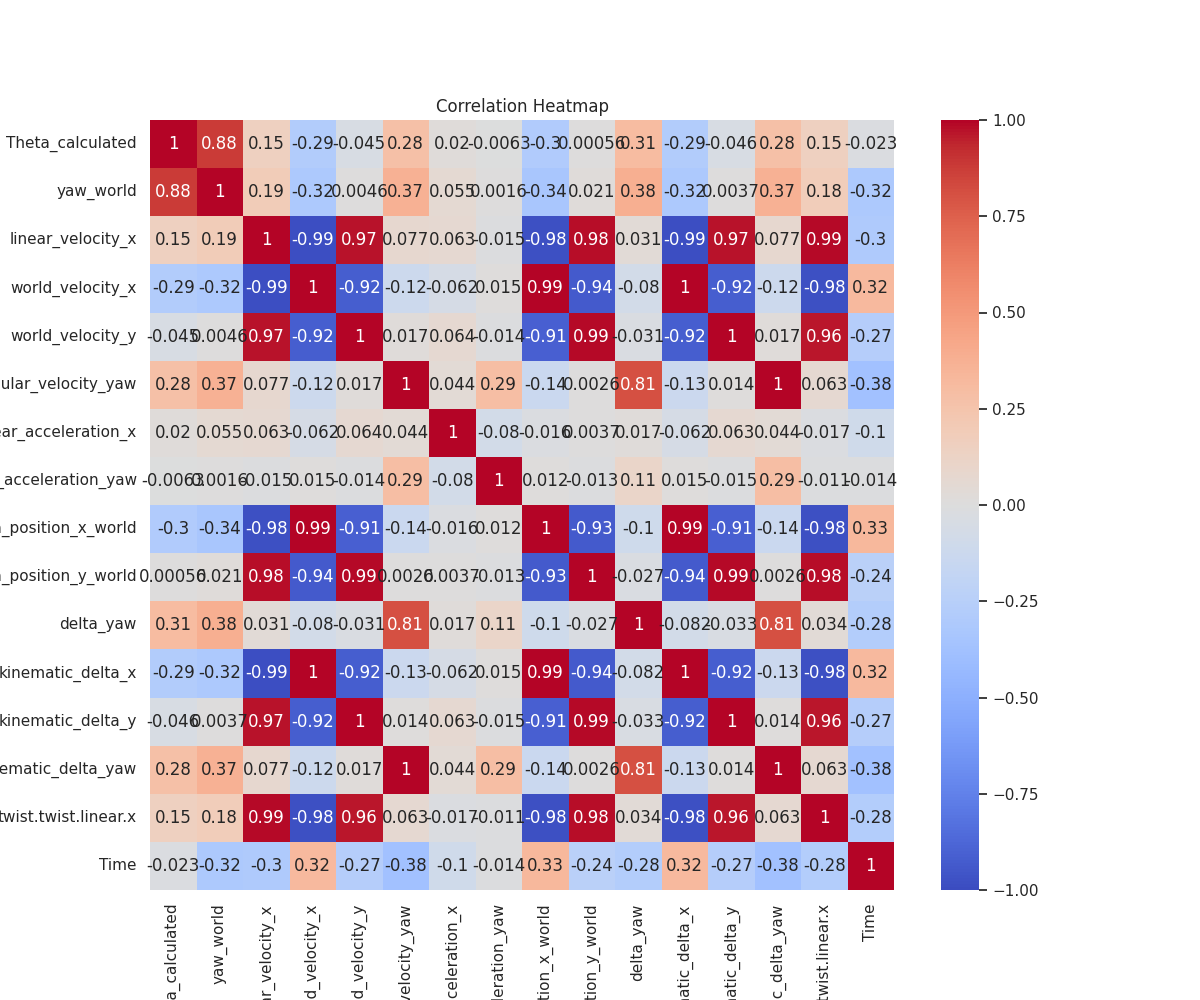 Correlation Heatmap
Theta_calculated 1 0.88 0.15 -0.29 -0.045 0.28 0.02 -0.0063 -0.3 0.00056 0.31 -0.29 -0.046 0.28 0.15 -0.023
yaw_world 0.88 1 0.19 -0.32 0.0046 0.37 0.055 0.0016 -0.34 0.021 0.38 -0.32 0.0037 0.37 0.18 -0.32
linear_velocity_x 0.15 0.19 1 -0.99 0.97 0.077 0.063 -0.015 -0.98 0.98 0.031 -0.99 0.97 0.077 0.99 -0.3
world_velocity_x -0.29 -0.32 -0.99 1 -0.92 -0.12 -0.062 0.015 0.99 -0.94 -0.08 1 -0.92 -0.12 -0.98 0.32
world_velocity_y -0.045 0.0046 0.97 -0.92 1 0.017 0.064 -0.014 -0.91 0.99 -0.031 -0.92 1 0.017 0.96 -0.27
ular_velocity_yaw 0.28 0.37 0.077 -0.12 0.017 1 0.044 0.29 -0.14 0.0026 0.81 -0.13 0.014 1 0.063 -0.38
ear_acceleration_x 0.02 0.055 0.063 -0.062 0.064 0.044 1 -0.08 -0.016 0.0037 0.017 -0.062 0.063 0.044 -0.017 -0.1
_acceleration_yaw -0.0063 0.0016 -0.015 0.015 -0.014 0.29 -0.08 1 0.012 -0.013 0.11 0.015 -0.015 0.29 -0.011 -0.014
a_position_x_world -0.3 -0.34 -0.98 0.99 -0.91 -0.14 -0.016 0.012 1 -0.93 -0.1 0.99 -0.91 -0.14 -0.98 0.33
a_position_y_world 0.00056 0.021 0.98 -0.94 0.99 0.0026 0.0037 -0.013 -0.93 1 -0.027 -0.94 0.99 0.0026 0.98 -0.24
delta_yaw 0.31 0.38 0.031 -0.08 -0.031 0.81 0.017 0.11 -0.1 -0.027 1 -0.082 -0.033 0.81 0.034 -0.28
kinematic_delta_x -0.29 -0.32 -0.99 1 -0.92 -0.13 -0.062 0.015 0.99 -0.94 -0.082 1 -0.92 -0.13 -0.98 0.32
kinematic_delta_y -0.046 0.0037 0.97 -0.92 1 0.014 0.063 -0.015 -0.91 0.99 -0.033 -0.92 1 0.014 0.96 -0.27
ematic_delta_yaw 0.28 0.37 0.077 -0.12 0.017 1 0.044 0.29 -0.14 0.0026 0.81 -0.13 0.014 1 0.063 -0.38
twist.twist.linear.x 0.15 0.18 0.99 -0.98 0.96 0.063 -0.017 -0.011 -0.98 0.98 0.034 -0.98 0.96 0.063 1 -0.28
Time -0.023 -0.32 -0.3 0.32 -0.27 -0.38 -0.1 -0.014 0.33 -0.24 -0.28 0.32 -0.27 -0.38 -0.28 1
a_calculated
yaw_world
ar_velocity_x
d_velocity_x
d_velocity_y
velocity_yaw
celeration_x
leration_yaw
tion_x_world
tion_y_world
delta_yaw
matic_delta_x
matic_delta_y
c_delta_yaw
twist.linear.x
Time
1.00
0.75
0.50
0.25
0.00
−0.25
−0.50
−0.75
−1.00